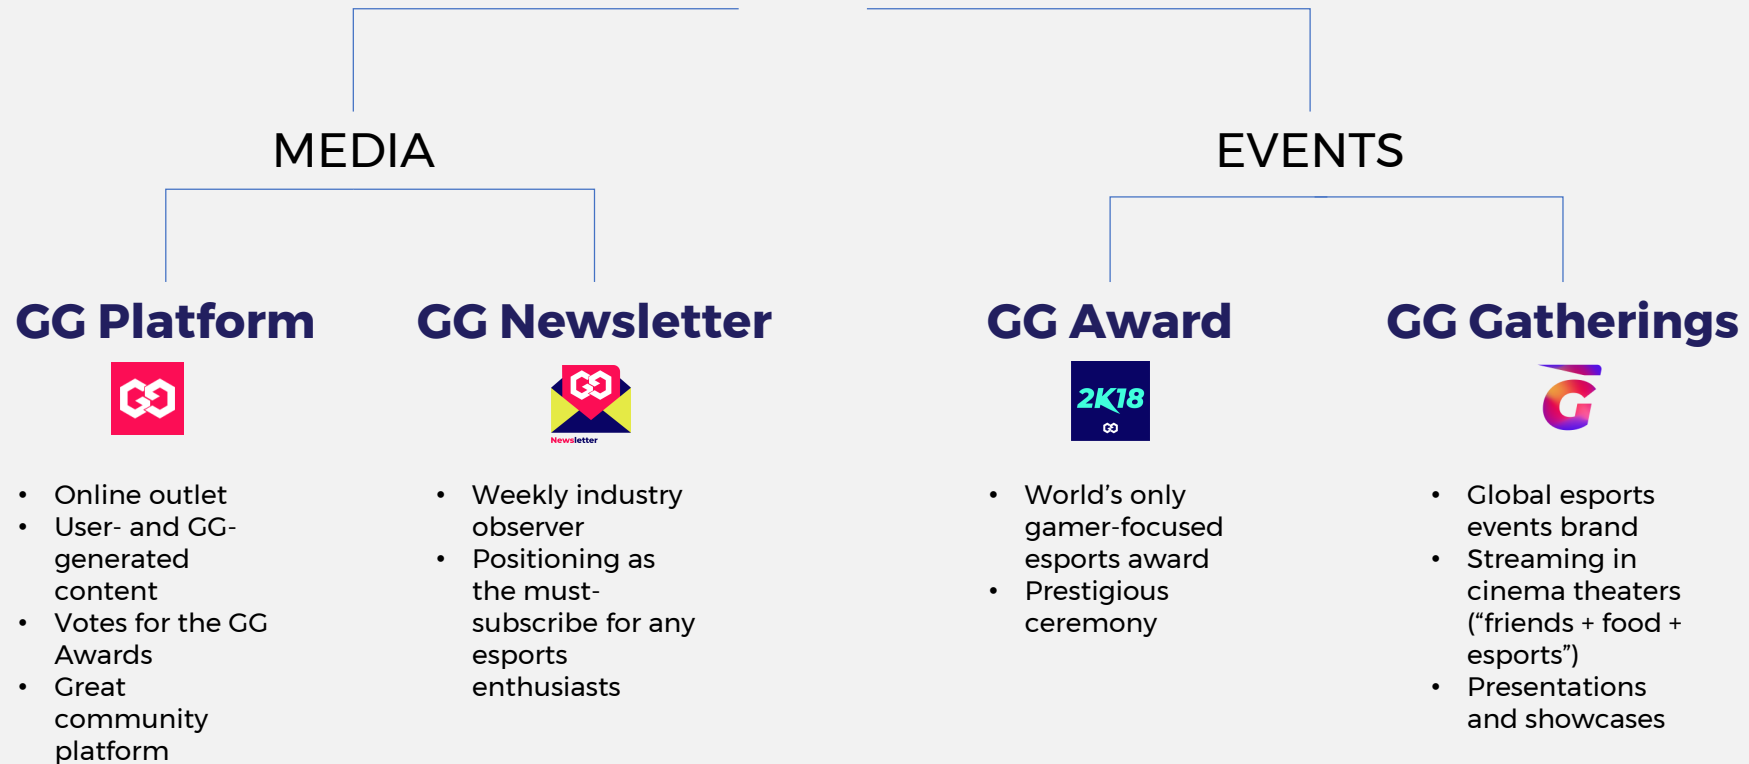 MEDIA
EVENTS
GG Platform
GG Newsletter
GG Award
GG Gatherings
GG
GG
Newsletter
2K18
GG
G
• Online outlet
• User- and GG-
generated
content
• Votes for the GG
Awards
• Great
community
platform
• Weekly industry
observer
• Positioning as
the must-
subscribe for any
esports
enthusiasts
• World’s only
gamer-focused
esports award
• Prestigious
ceremony
• Global esports
events brand
• Streaming in
cinema theaters
(“friends + food +
esports”)
• Presentations
and showcases